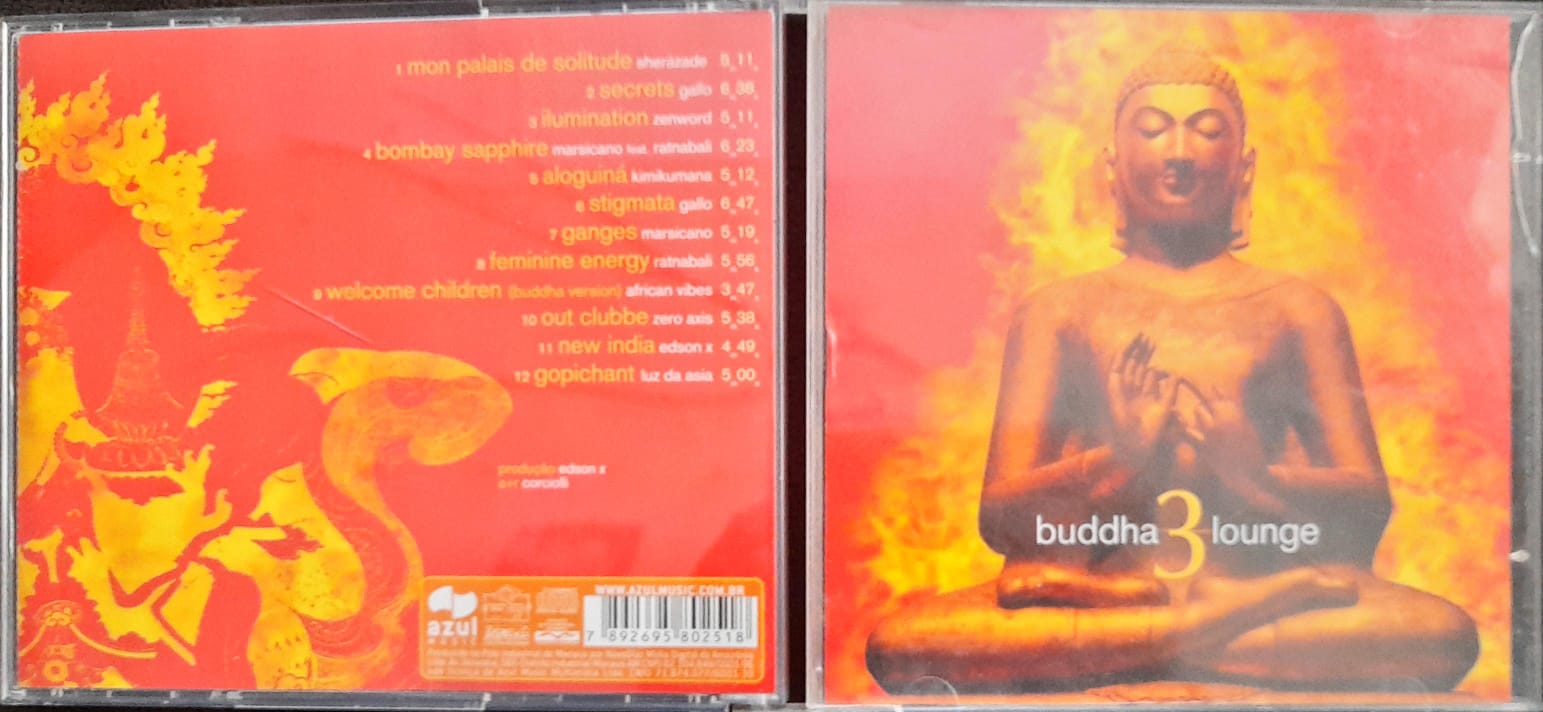 1 mon palais de solitude sherazade 5„11„
2 secrets gallo 6„38„
3 ilumination zenword 5„11„
4 bombay sapphire marsicano feat. ratnabali 6„23„
5 aloguiná kimikumana 5„12„
6 stigmata gallo 6„47„
7 ganges marsicano 5„19„
8 feminine energy ratnabali 5„56„
9 welcome children (buddha version) african vibes 3„47„
10 out clubbe zero axis 5„38„
11 new india edson x 4„49„
12 gopichant luz da asia 5„00„
produção edson x
a+r corciolli
WWW.AZULMUSIC.COM.BR
azul
MUSIC
7 892695 802518
buddha 3 lounge